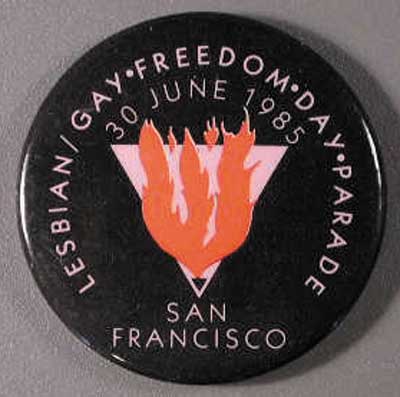 LESBIAN/GAY•FREEDOM•DAY•PARADE
30 JUNE 1985
SAN
FRANCISCO